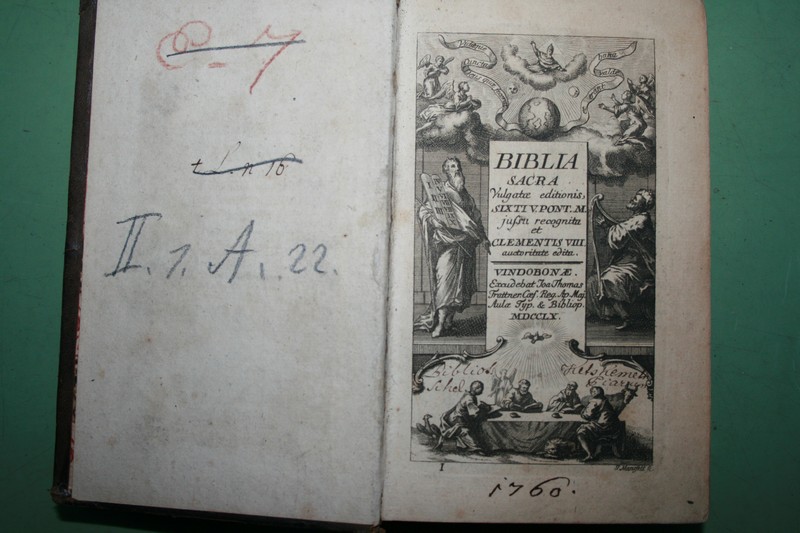 II. 1. A. 22.
BIBLIA
SACRA
Vulgatæ editionis,
SIXTI V. PONT. M.
jussu recognita
et
CLEMENTIS VIII.
auctoritate edita.
VINDOBONÆ.
Excudebat Joa Thomas
Trattner Cæs. Reg. Ap. Maj.
Aulæ Typ. & Bibliop.
MDCCLX.
I
1760.